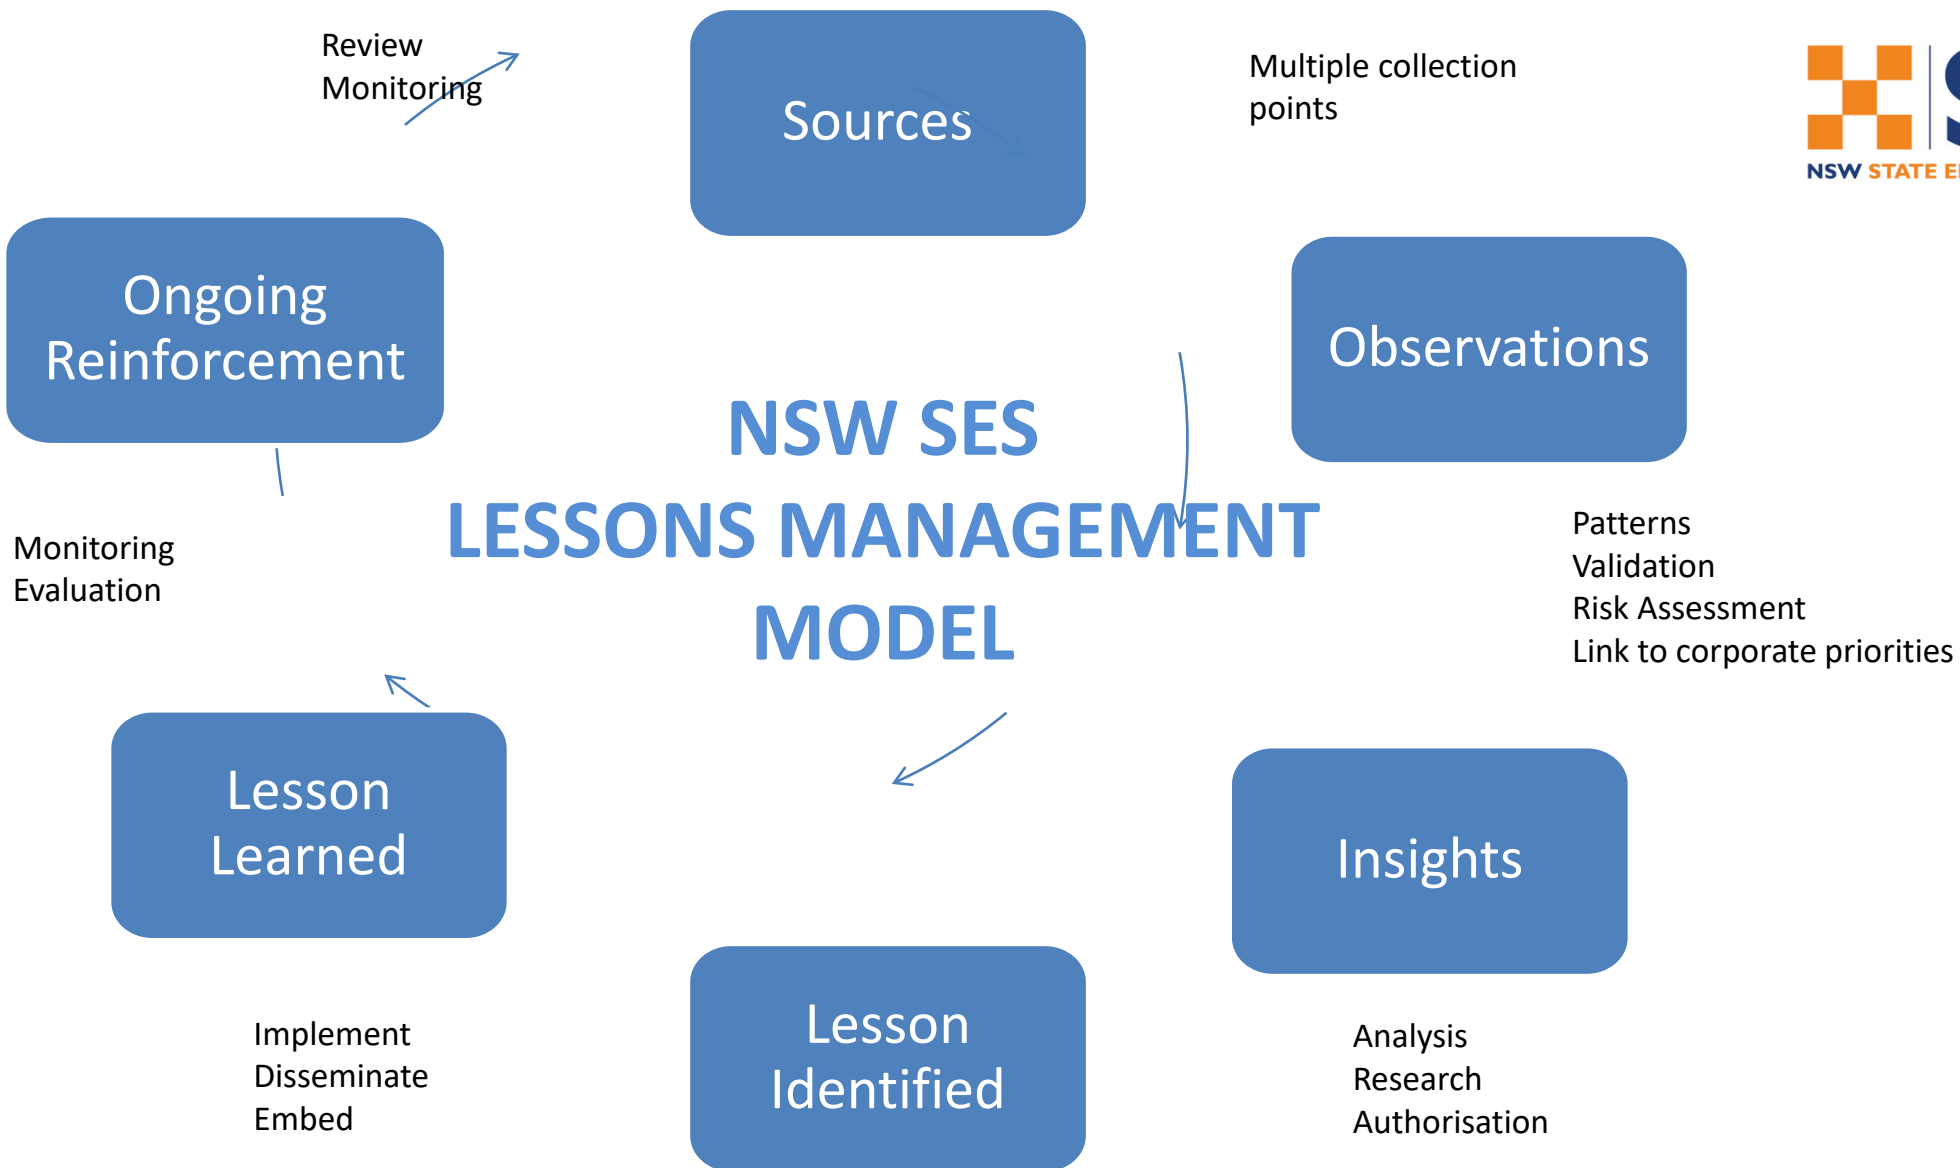 Review
Monitoring
Sources
Multiple collection
points
NSW STATE
Ongoing
Reinforcement
Observations
NSW SES
LESSONS MANAGEMENT
MODEL
Monitoring
Evaluation
Patterns
Validation
Risk Assessment
Link to corporate priorities
Lesson
Learned
Insights
Lesson
Identified
Implement
Disseminate
Embed
Analysis
Research
Authorisation